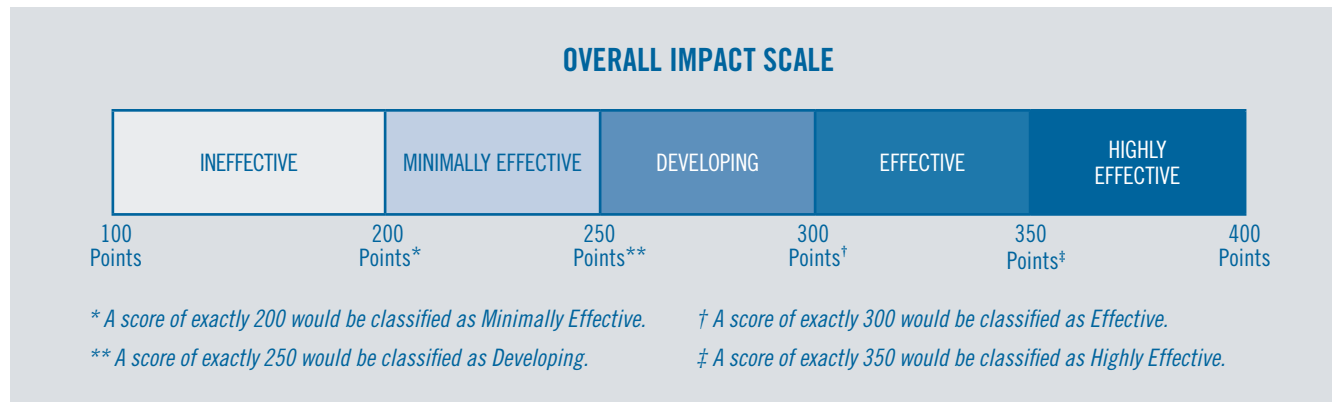 OVERALL IMPACT SCALE
INEFFECTIVE
MINIMALLY EFFECTIVE
DEVELOPING
EFFECTIVE
HIGHLY
EFFECTIVE
100
Points
200
Points*
250
Points**
300
Points†
350
Points‡
400
Points
* A score of exactly 200 would be classified as Minimally Effective.
** A score of exactly 250 would be classified as Developing.
† A score of exactly 300 would be classified as Effective.
‡ A score of exactly 350 would be classified as Highly Effective.